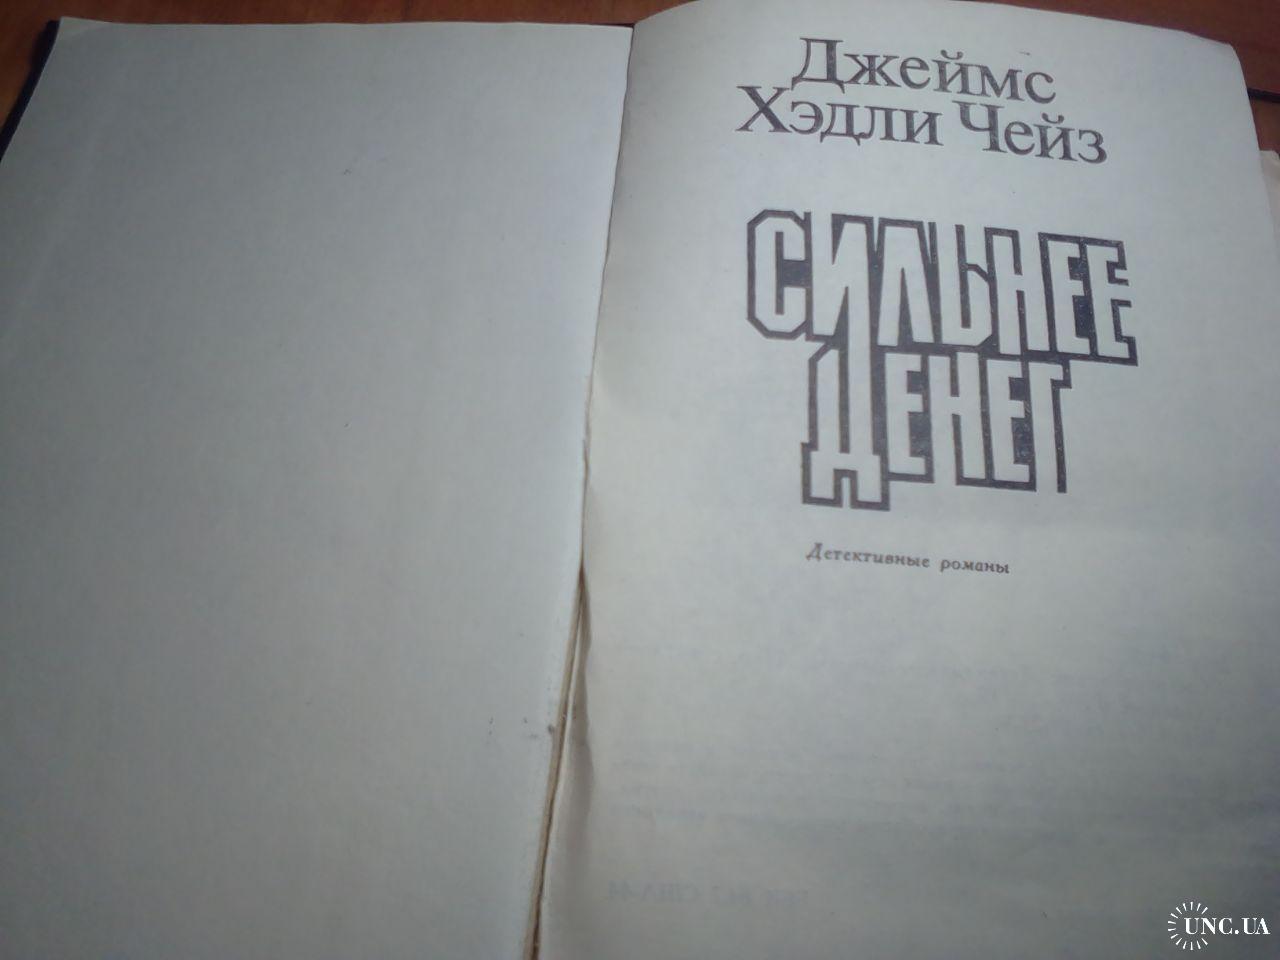 Джеймс
Хэдли Чейз
СИЛЬНЕЕ
ДЕНЕГ
Детективные романы
UNC.UA